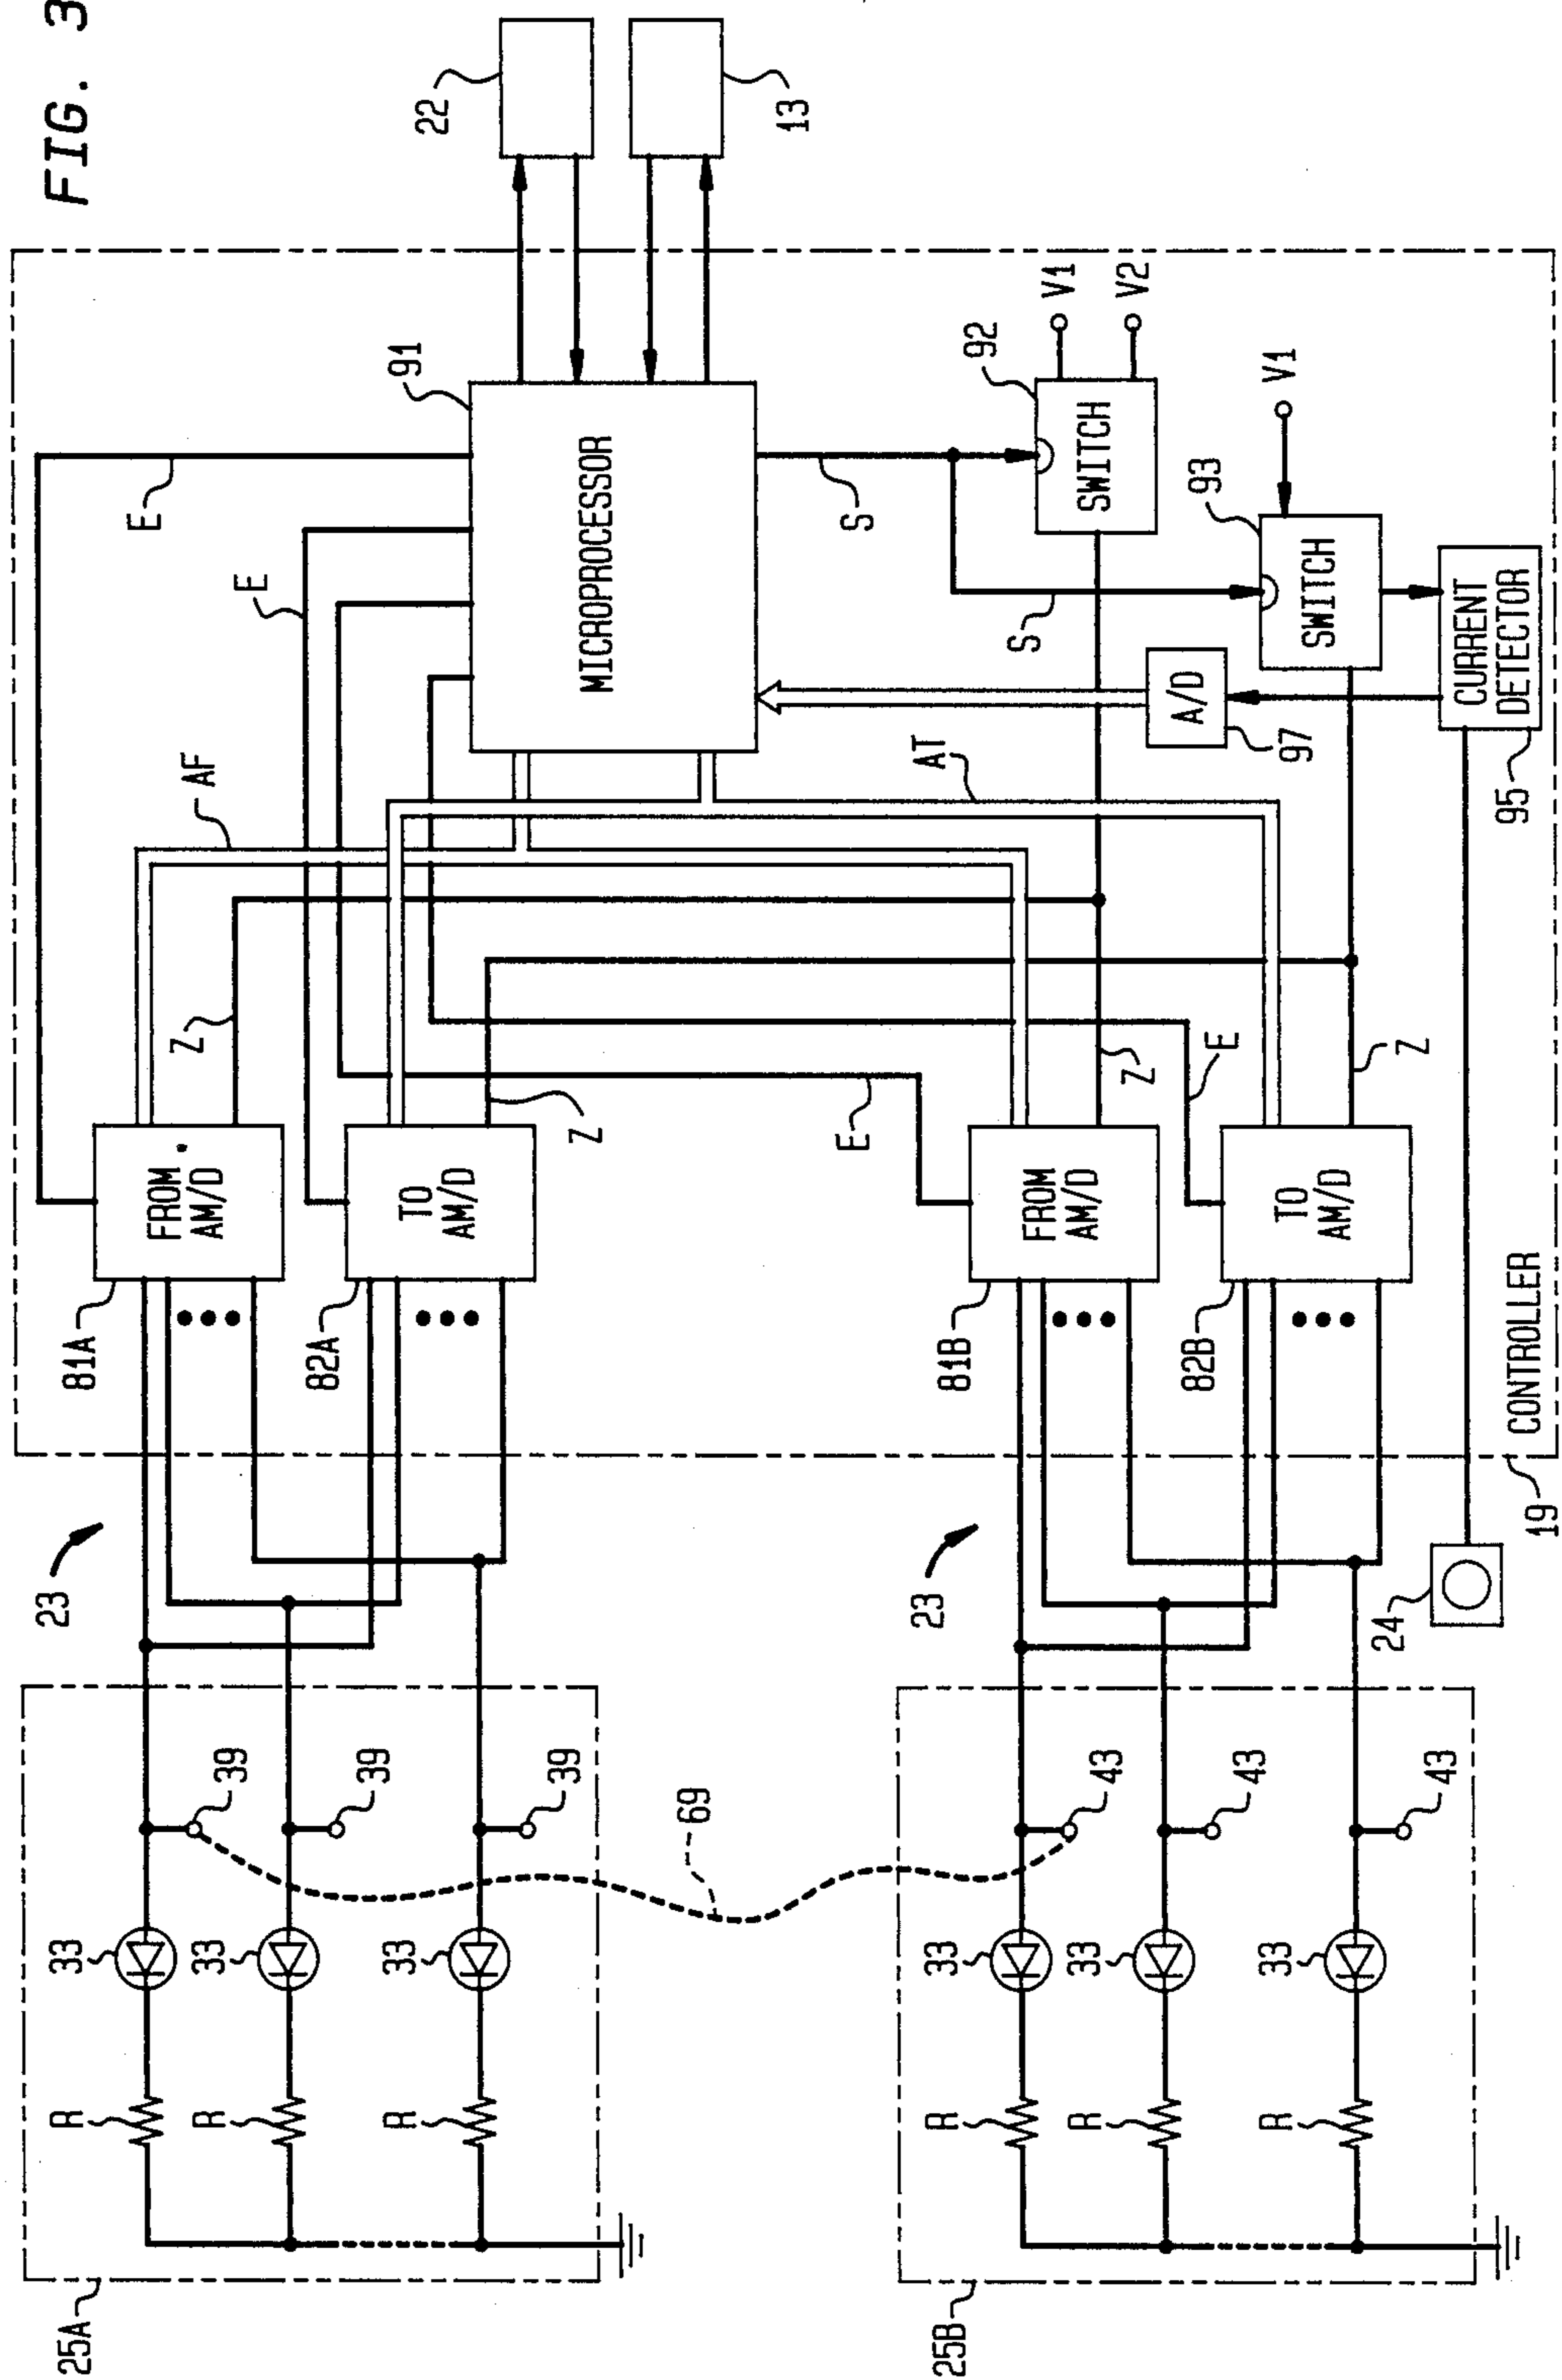 FIG. 3
22
13
91
MICROPROCESSOR
E
E
S
S
92
SWITCH
V1
V2
93
SWITCH
V1
A/D
97
CURRENT
DETECTOR
95
AF
AT
Z
Z
Z
Z
E
E
FROM
AM/D
81A
TO
AM/D
82A
FROM
AM/D
81B
TO
AM/D
82B
CONTROLLER
19
23
23
24
39
39
39
69
43
43
43
33
33
33
33
33
33
R
R
R
R
R
R
25A
25B